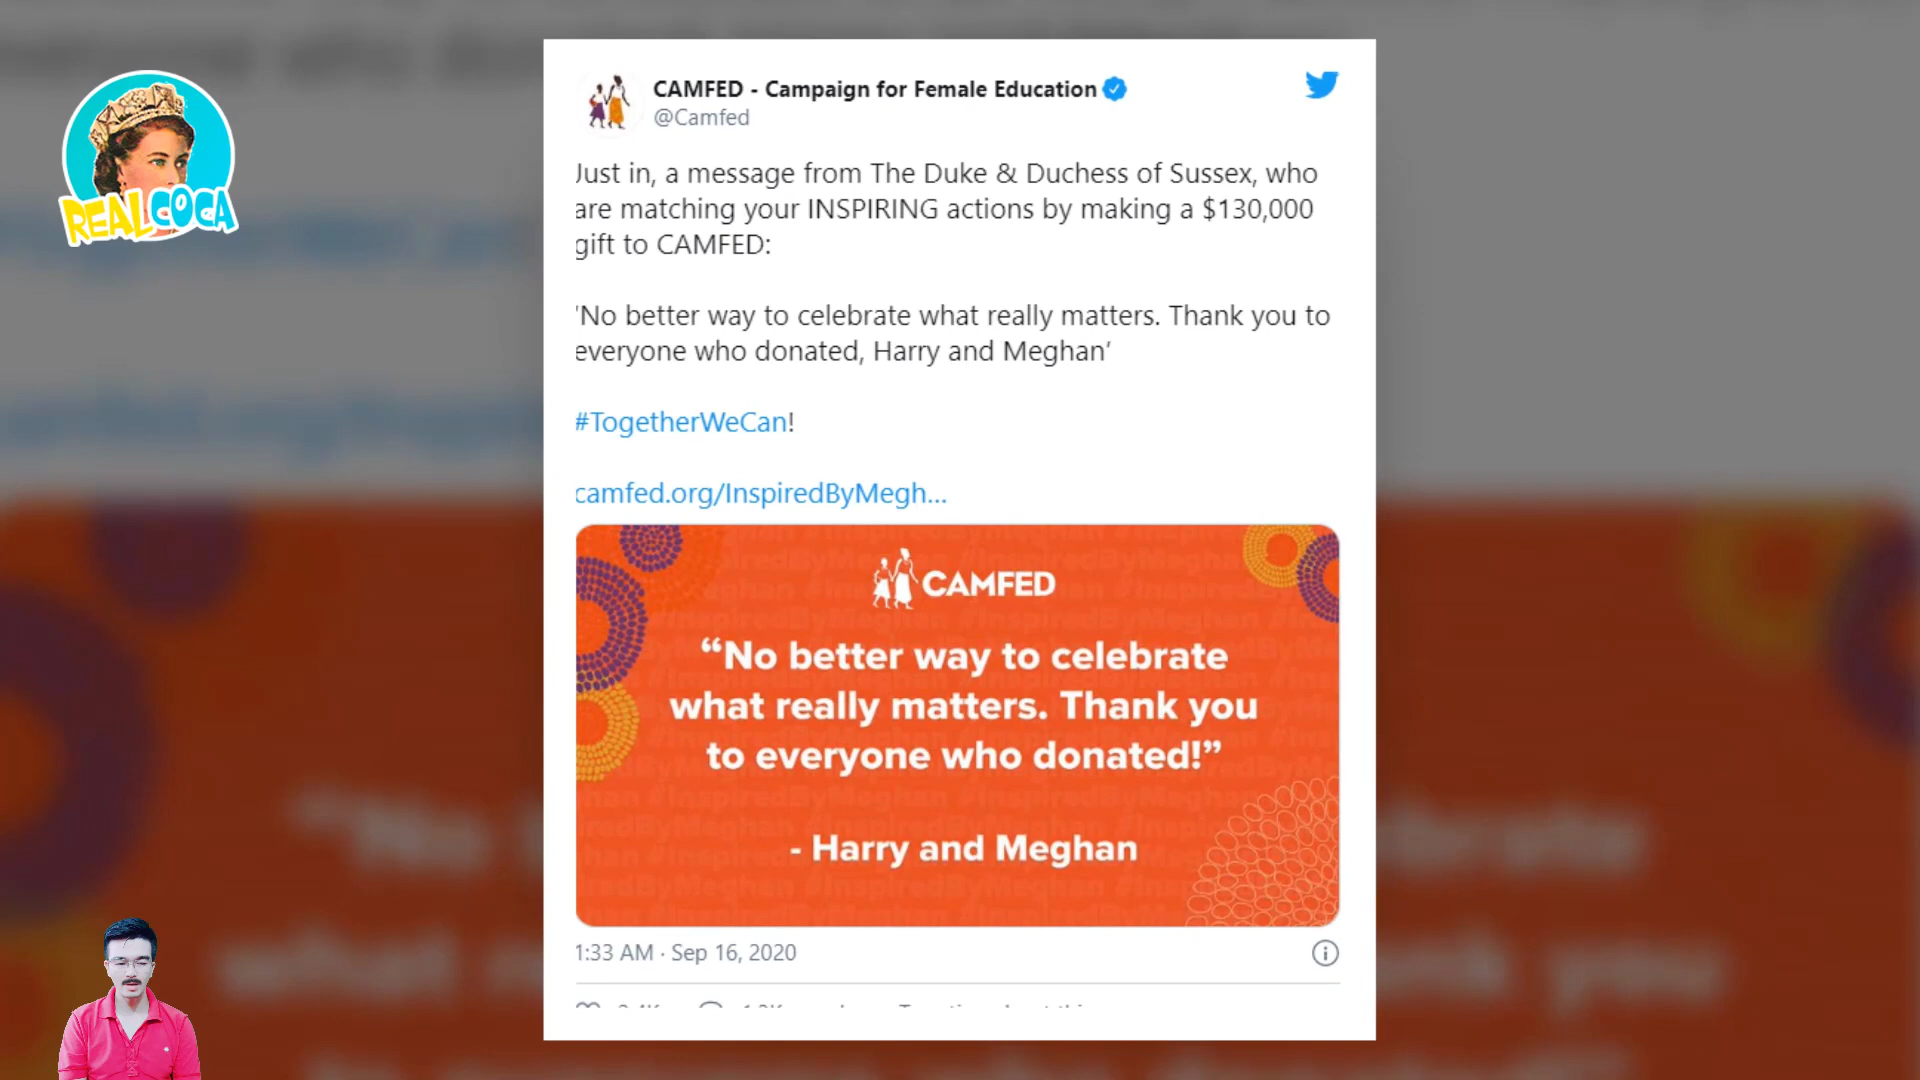 REAL COCA
CAMFED - Campaign for Female Education
@Camfed
Just in, a message from The Duke & Duchess of Sussex, who
are matching your INSPIRING actions by making a $130,000
gift to CAMFED:
'No better way to celebrate what really matters. Thank you to
everyone who donated, Harry and Meghan'
#TogetherWeCan!
camfed.org/InspiredByMegh...
CAMFED
“No better way to celebrate
what really matters. Thank you
to everyone who donated!”
- Harry and Meghan
1:33 AM · Sep 16, 2020